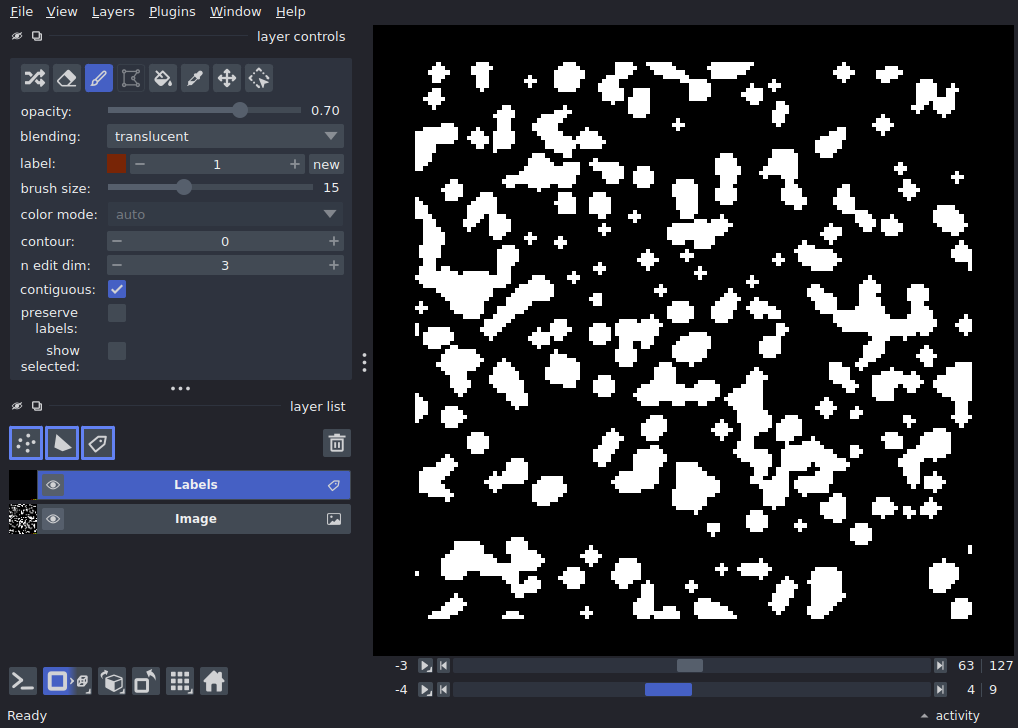 File View Layers Plugins Window Help
layer controls
opacity: 0.70
blending: translucent
label: 1 new
brush size: 15
color mode: auto
contour: 0
n edit dim: 3
contiguous:
preserve
labels:
show
selected:
layer list
Labels
Image
-3 63 127
-4 4 9
Ready activity